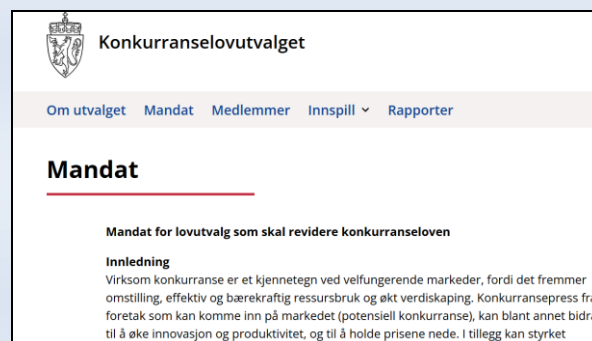 Konkurranselovutvalget
Om utvalget Mandat Medlemmer Innspill Rapporter
Mandat
Mandat for lovutvalg som skal revidere konkurranseloven
Innledning
Virksom konkurranse er et kjennetegn ved velfungerende markeder, fordi det fremmer
omstilling, effektiv og bærekraftig ressursbruk og økt verdiskaping. Konkurransepress
foretak som kan komme inn på markedet (potensiell konkurranse), kan blant annet
til å øke innovasjon og produktivitet, og til å holde prisene nede. I tillegg kan styrket